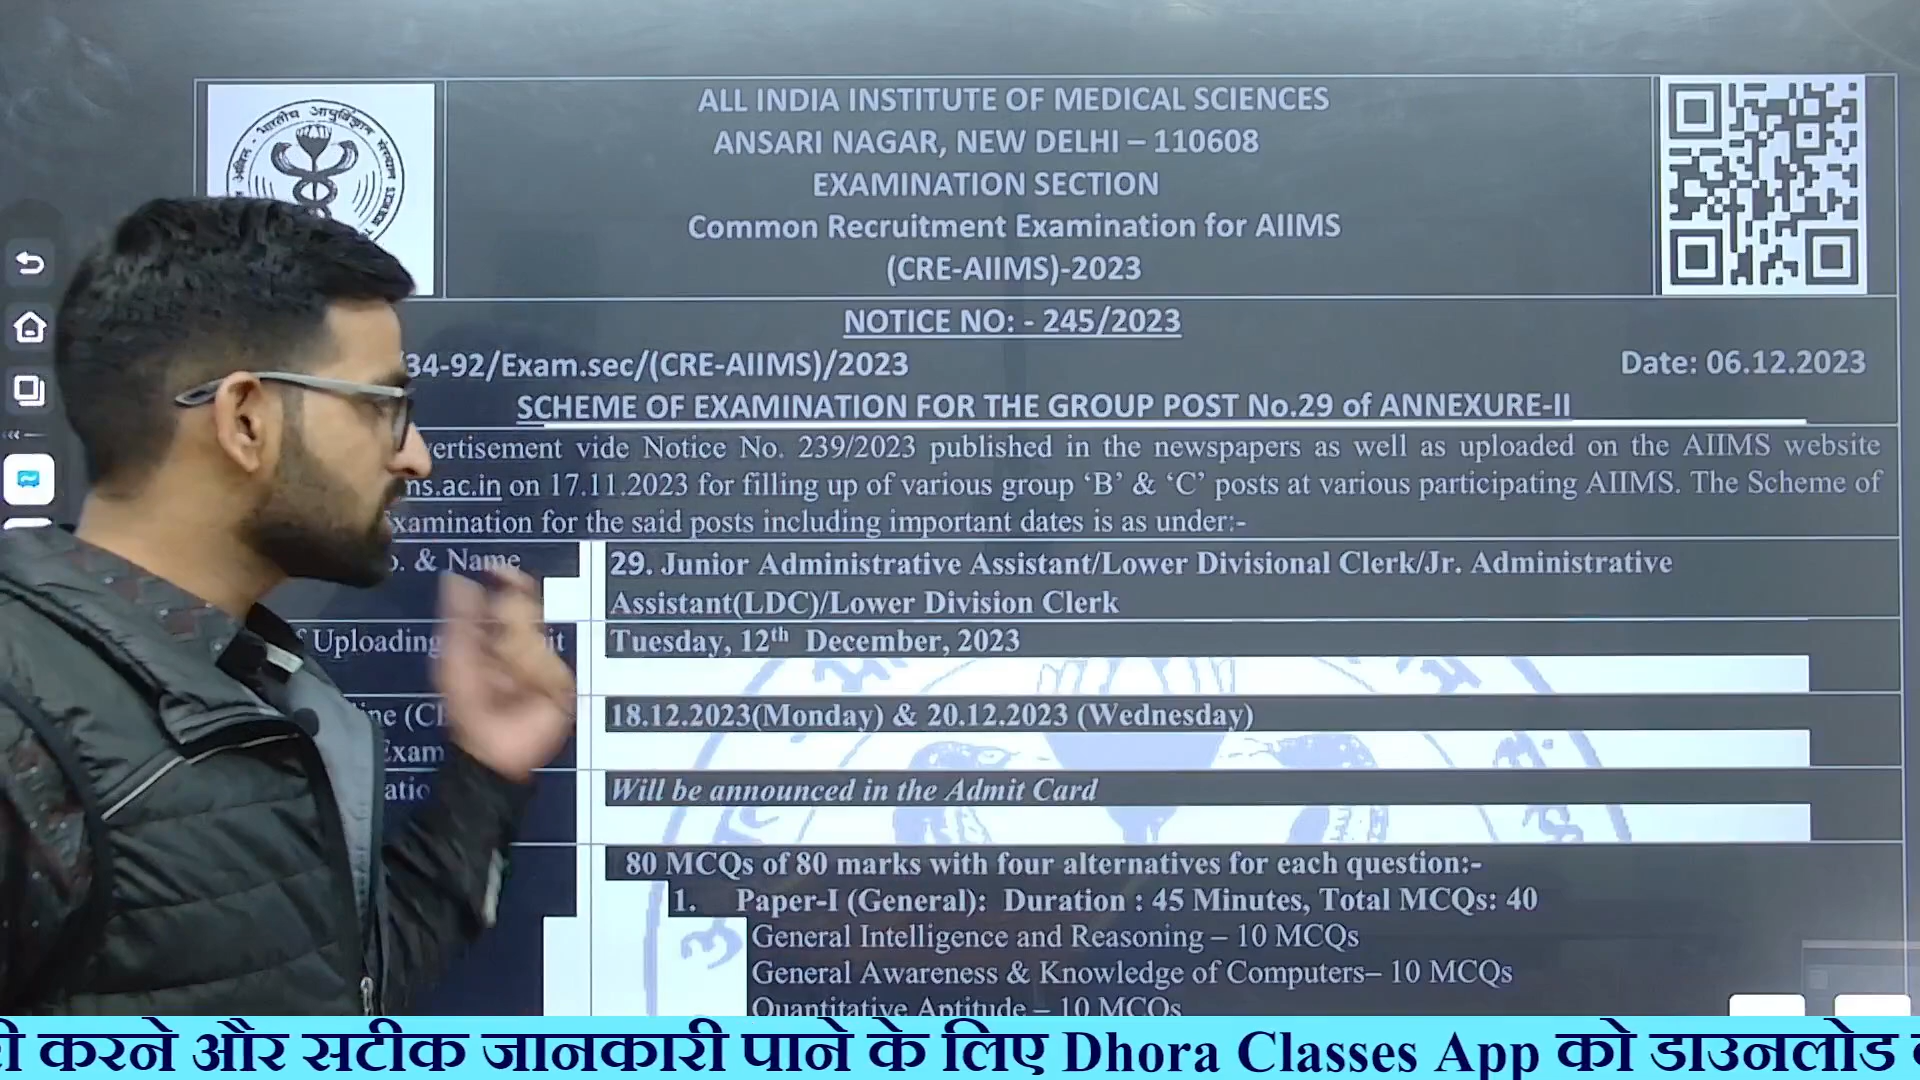 ALL INDIA INSTITUTE OF MEDICAL SCIENCES
ANSARI NAGAR, NEW DELHI – 110608
EXAMINATION SECTION
Common Recruitment Examination for AIIMS
(CRE-AIIMS)-2023
NOTICE NO: - 245/2023
/34-92/Exam.sec/(CRE-AIIMS)/2023
Date: 06.12.2023
SCHEME OF EXAMINATION FOR THE GROUP POST No.29 of ANNEXURE-II
vertisement vide Notice No. 239/2023 published in the newspapers as well as uploaded on the AIIMS website
ms.ac.in on 17.11.2023 for filling up of various group ‘B’ & ‘C’ posts at various participating AIIMS. The Scheme of
Examination for the said posts including important dates is as under:-
o. & Name
29. Junior Administrative Assistant/Lower Divisional Clerk/Jr. Administrative
Assistant(LDC)/Lower Division Clerk
f Uploading
Tuesday, 12th December, 2023
18.12.2023(Monday) & 20.12.2023 (Wednesday)
Exam
Will be announced in the Admit Card
80 MCQs of 80 marks with four alternatives for each question:-
1. Paper-I (General): Duration : 45 Minutes, Total MCQs: 40
General Intelligence and Reasoning – 10 MCQs
General Awareness & Knowledge of Computers– 10 MCQs
Quantitative Aptitude – 10 MCQs
री करने और सटीक जानकारी पाने के लिए Dhora Classes App को डाउनलोड